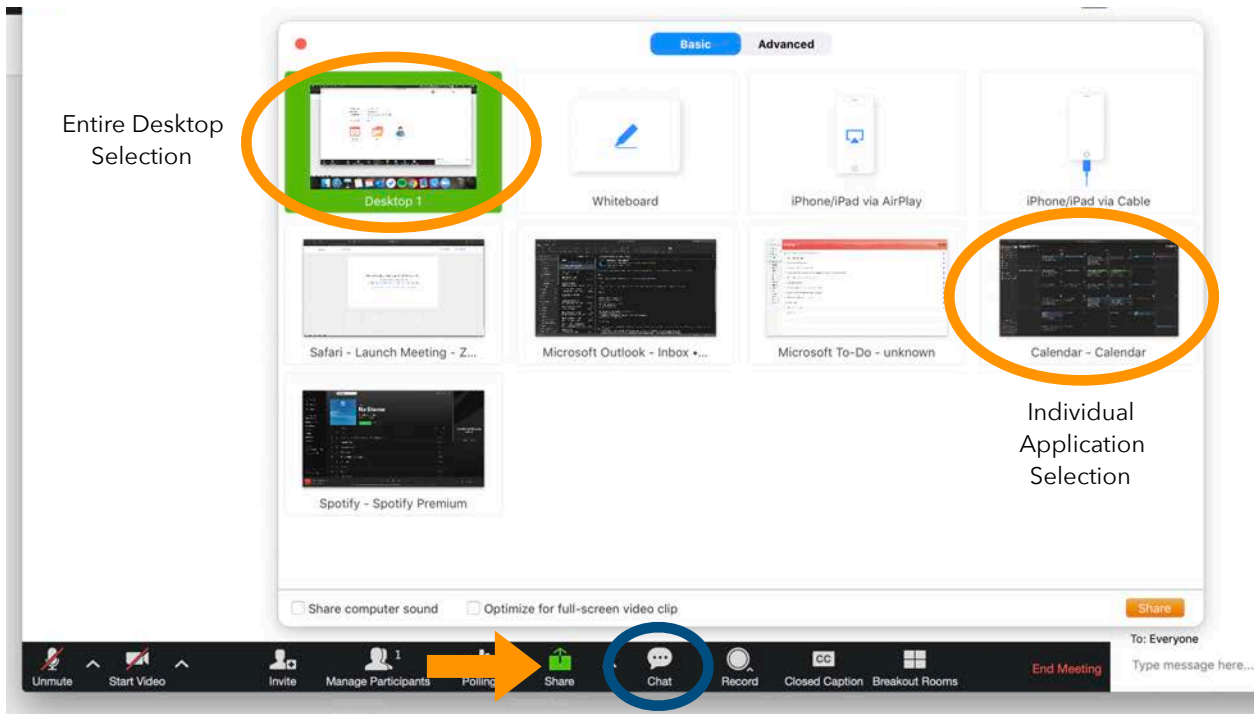 Basic Advanced
Entire Desktop
Selection
Desktop 1
Whiteboard
iPhone/iPad via AirPlay
iPhone/iPad via Cable
Safari - Launch Meeting - Z...
Microsoft Outlook - Inbox •...
Microsoft To-Do - unknown
Calendar - Calendar
Individual
Application
Selection
Spotify - Spotify Premium
Share computer sound
Optimize for full-screen video clip
Share
To: Everyone
Type message here...
1
CC
Unmute
Start Video
Invite
Manage Participants
Polling
Share
Chat
Record
Closed Caption
Breakout Rooms
End Meeting